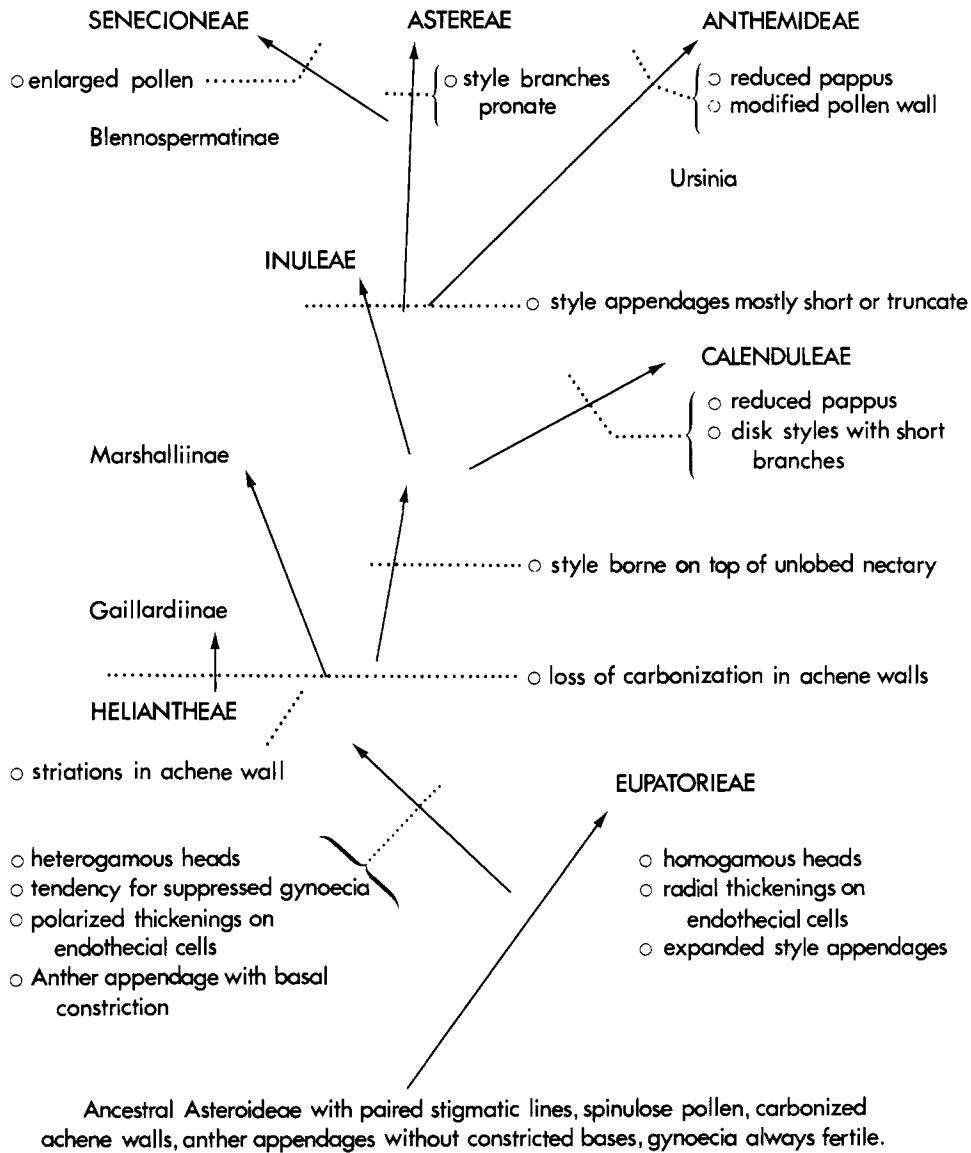 SENECIONEAE
ASTEREAE
ANTHEMIDEAE
○ enlarged pollen
○ style branches
pronate
○ reduced pappus
○ modified pollen wall
Blennospermatinae
Ursinia
INULEAE
○ style appendages mostly short or truncate
CALENDULEAE
○ reduced pappus
○ disk styles with short
branches
Marshalliinae
○ style borne on top of unlobed nectary
Gaillardiinae
○ loss of carbonization in achene walls
HELIANTHEAE
○ striations in achene wall
EUPATORIEAE
○ heterogamous heads
○ tendency for suppressed gynoecia
○ polarized thickenings on
endothecial cells
○ Anther appendage with basal
constriction
○ homogamous heads
○ radial thickenings on
endothecial cells
○ expanded style appendages
Ancestral Asteroideae with paired stigmatic lines, spinulose pollen, carbonized
achene walls, anther appendages without constricted bases, gynoecia always fertile.